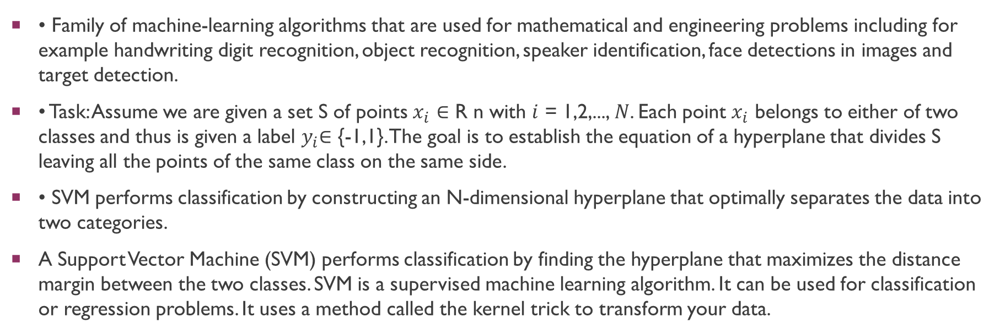 • Family of machine-learning algorithms that are used for mathematical and engineering problems including for
example handwriting digit recognition, object recognition, speaker identification, face detections in images and
target detection.
• Task: Assume we are given a set S of points 𝑥𝑖 ∈ R n with 𝑖 = 1,2,..., 𝑁. Each point 𝑥𝑖 belongs to either of two
classes and thus is given a label 𝑦𝑖∈ {-1,1}. The goal is to establish the equation of a hyperplane that divides S
leaving all the points of the same class on the same side.
• SVM performs classification by constructing an N-dimensional hyperplane that optimally separates the data into
two categories.
A Support Vector Machine (SVM) performs classification by finding the hyperplane that maximizes the distance
margin between the two classes. SVM is a supervised machine learning algorithm. It can be used for classification
or regression problems. It uses a method called the kernel trick to transform your data.